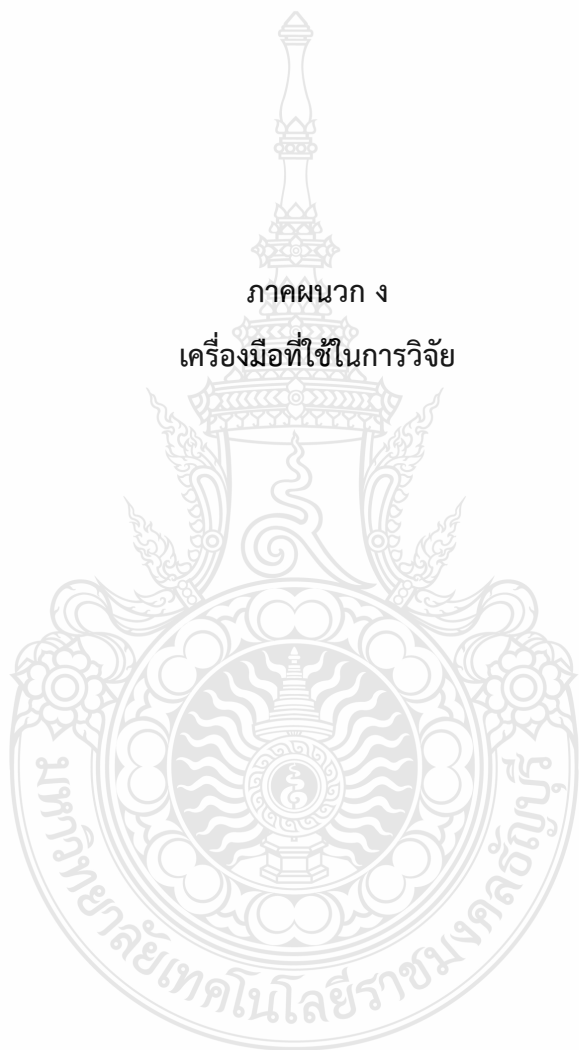 ภาคผนวก ง
เครื่องมือที่ใช้ในการวิจัย
มหาวิทยาลัยเทคโนโลยีราชมงคลธัญบุรี